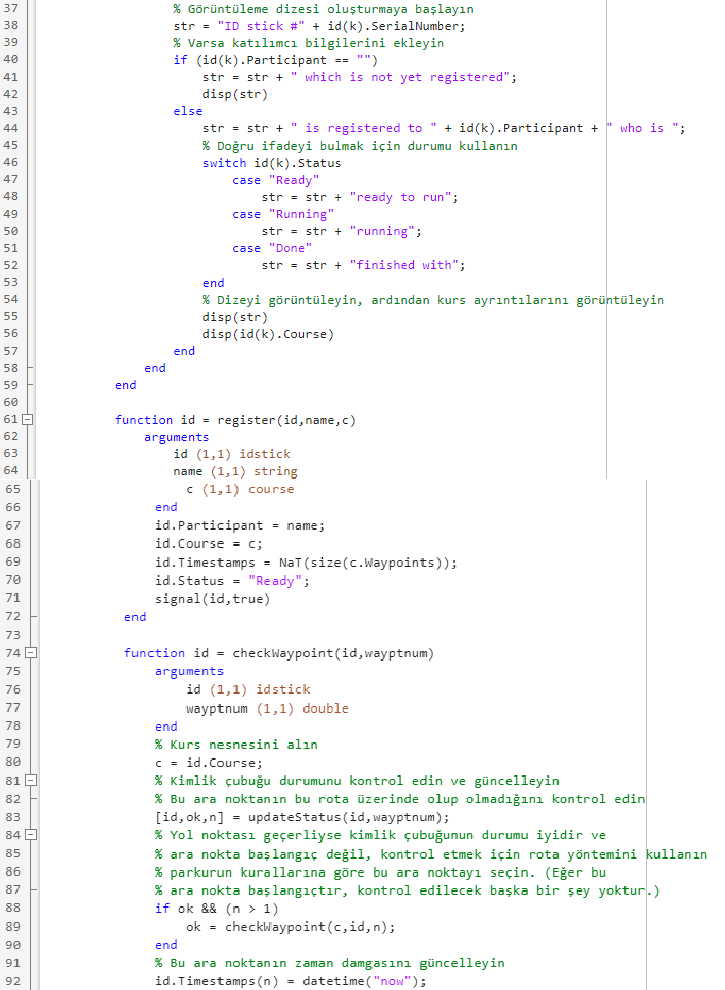 37 % Görüntüleme dizesi oluşturmaya başlayın
38 str = "ID stick #" + id(k).SerialNumber;
39 % Varsa katılımcı bilgilerini ekleyin
40 if (id(k).Participant == "")
41 str = str + " which is not yet registered";
42 disp(str)
43 else
44 str = str + " is registered to " + id(k).Participant + " who is ";
45 % Doğru ifadeyi bulmak için durumu kullanın
46 switch id(k).Status
47 case "Ready"
48 str = str + "ready to run";
49 case "Running"
50 str = str + "running";
51 case "Done"
52 str = str + "finished with";
53 end
54 % Dizeyi görüntüleyin, ardından kurs ayrıntılarını görüntüleyin
55 disp(str)
56 disp(id(k).Course)
57 end
58 end
59 end
60
61 function id = register(id,name,c)
62 arguments
63 id (1,1) idstick
64 name (1,1) string
65 c (1,1) course
66 end
67 id.Participant = name;
68 id.Course = c;
69 id.Timestamps = NaT(size(c.Waypoints));
70 id.Status = "Ready";
71 signal(id,true)
72 end
73
74 function id = checkWaypoint(id,wayptnum)
75 arguments
76 id (1,1) idstick
77 wayptnum (1,1) double
78 end
79 % Kurs nesnesini alın
80 c = id.Course;
81 % Kimlik çubuğu durumunu kontrol edin ve güncelleyin
82 % Bu ara noktanın bu rota üzerinde olup olmadığını kontrol edin
83 [id,ok,n] = updateStatus(id,wayptnum);
84 % Yol noktası geçerliyse kimlik çubuğunun durumu iyidir ve
85 % ara nokta başlangıç değil, kontrol etmek için rota yöntemini kullanın
86 % parkurun kurallarına göre bu ara noktayı seçin. (Eğer bu
87 % ara nokta başlangıçtır, kontrol edilecek başka bir şey yoktur.)
88 if ok && (n > 1)
89 ok = checkWaypoint(c,id,n);
90 end
91 % Bu ara noktanın zaman damgasını güncelleyin
92 id.Timestamps(n) = datetime("now");